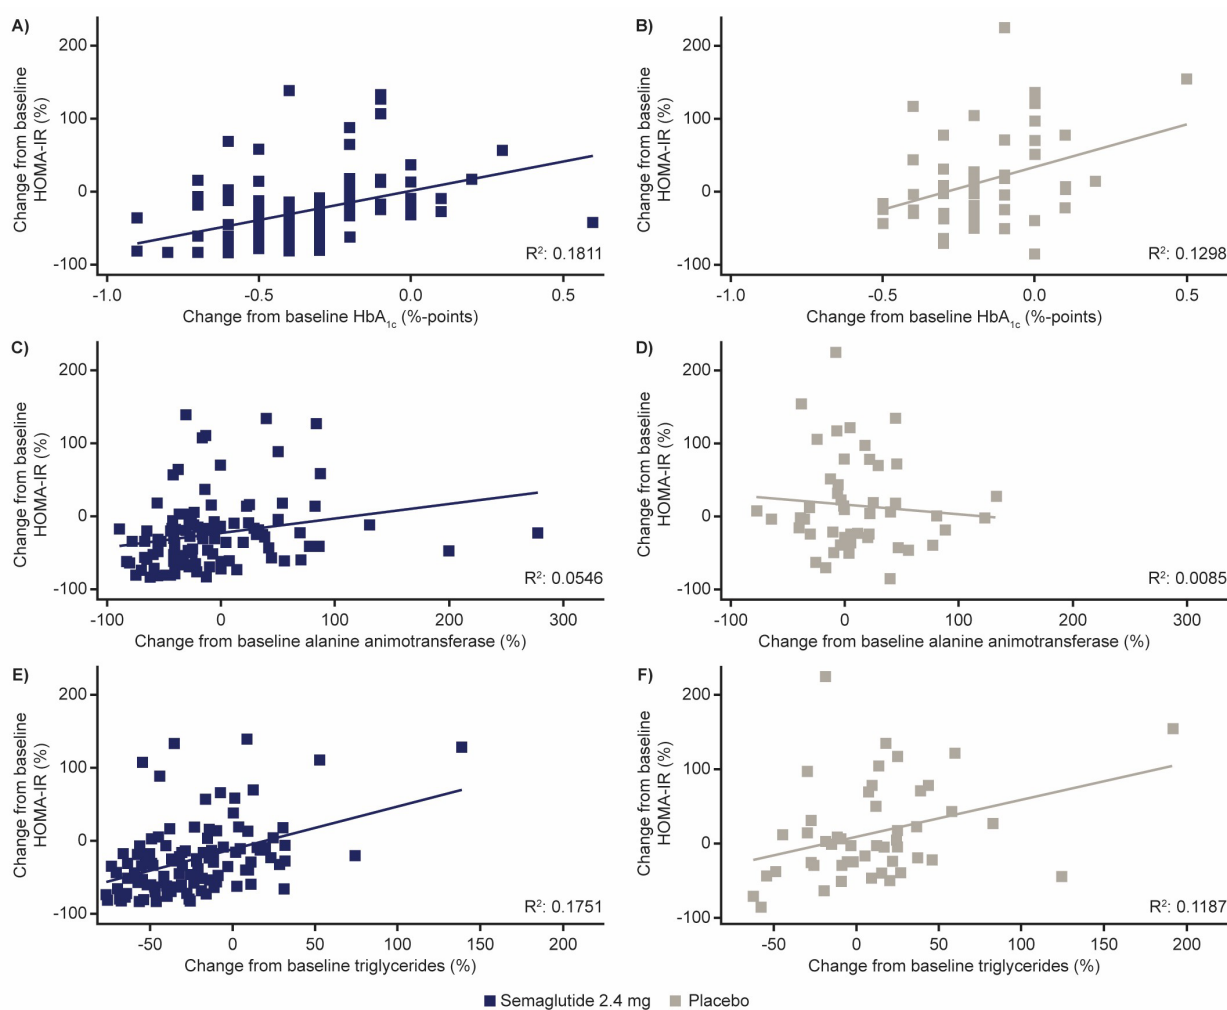 A)
Change from baseline
HOMA-IR (%)
200
100
0
-100
-1.0
-0.5
0.0
0.5
R²: 0.1811
Change from baseline HbA1c (%-points)
B)
Change from baseline
HOMA-IR (%)
200
100
0
-100
-1.0
-0.5
0.0
0.5
R²: 0.1298
Change from baseline HbA1c (%-points)
C)
Change from baseline
HOMA-IR (%)
200
100
0
-100
-100
0
100
200
300
R²: 0.0546
Change from baseline alanine animotransferase (%)
D)
Change from baseline
HOMA-IR (%)
200
100
0
-100
-100
0
100
200
300
R²: 0.0085
Change from baseline alanine animotransferase (%)
E)
Change from baseline
HOMA-IR (%)
200
100
0
-100
-50
0
50
100
150
200
R²: 0.1751
Change from baseline triglycerides (%)
F)
Change from baseline
HOMA-IR (%)
200
100
0
-100
-50
0
50
100
150
200
R²: 0.1187
Change from baseline triglycerides (%)
Semaglutide 2.4 mg
Placebo